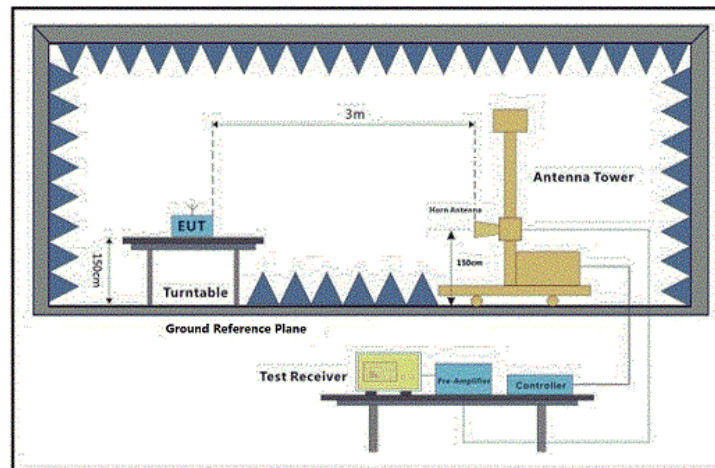 3m
Antenna Tower
Horn Antenna
EUT
150cm
150cm
Turntable
Ground Reference Plane
Test Receiver
Pre-Amplifier
Controller